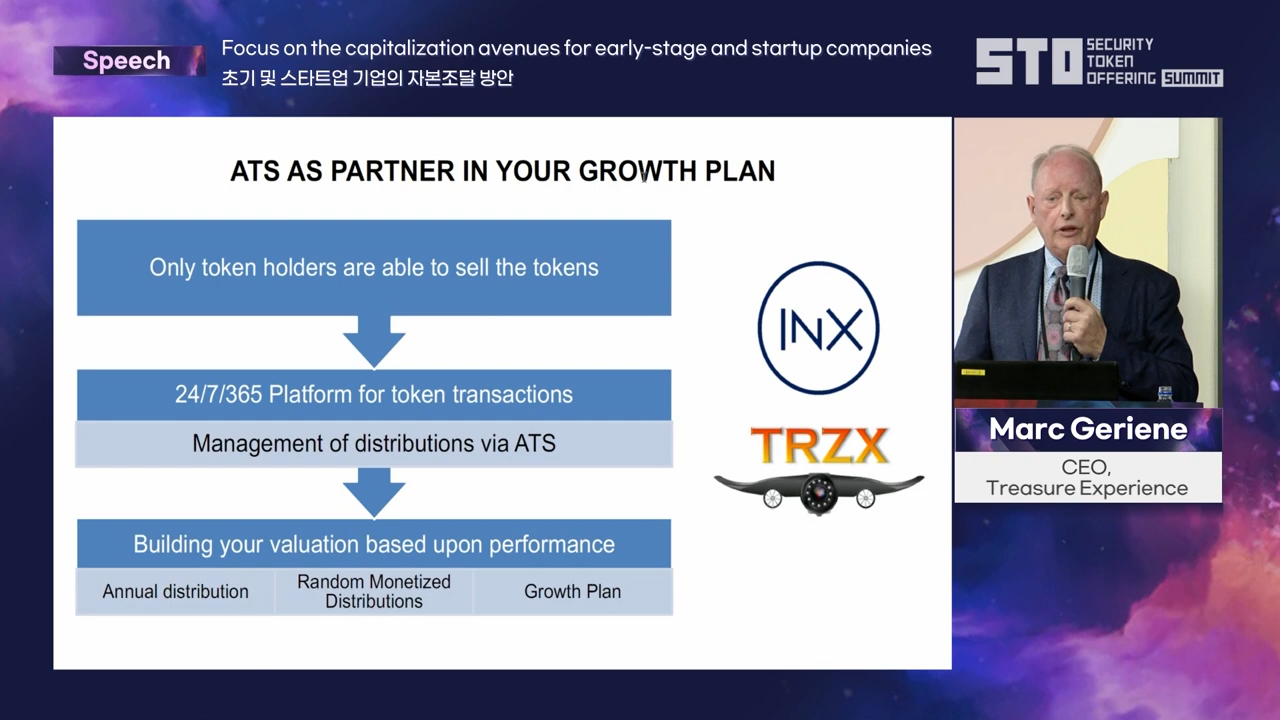 Speech
Focus on the capitalization avenues for early-stage and startup companies
초기 및 스타트업 기업의 자본조달 방안
STO SECURITY
TOKEN
OFFERING SUMMIT
ATS AS PARTNER IN YOUR GROWTH PLAN
Only token holders are able to sell the tokens
24/7/365 Platform for token transactions
Management of distributions via ATS
Building your valuation based upon performance
Annual distribution
Random Monetized
Distributions
Growth Plan
INX
TRZX
Marc Geriene
CEO,
Treasure Experience